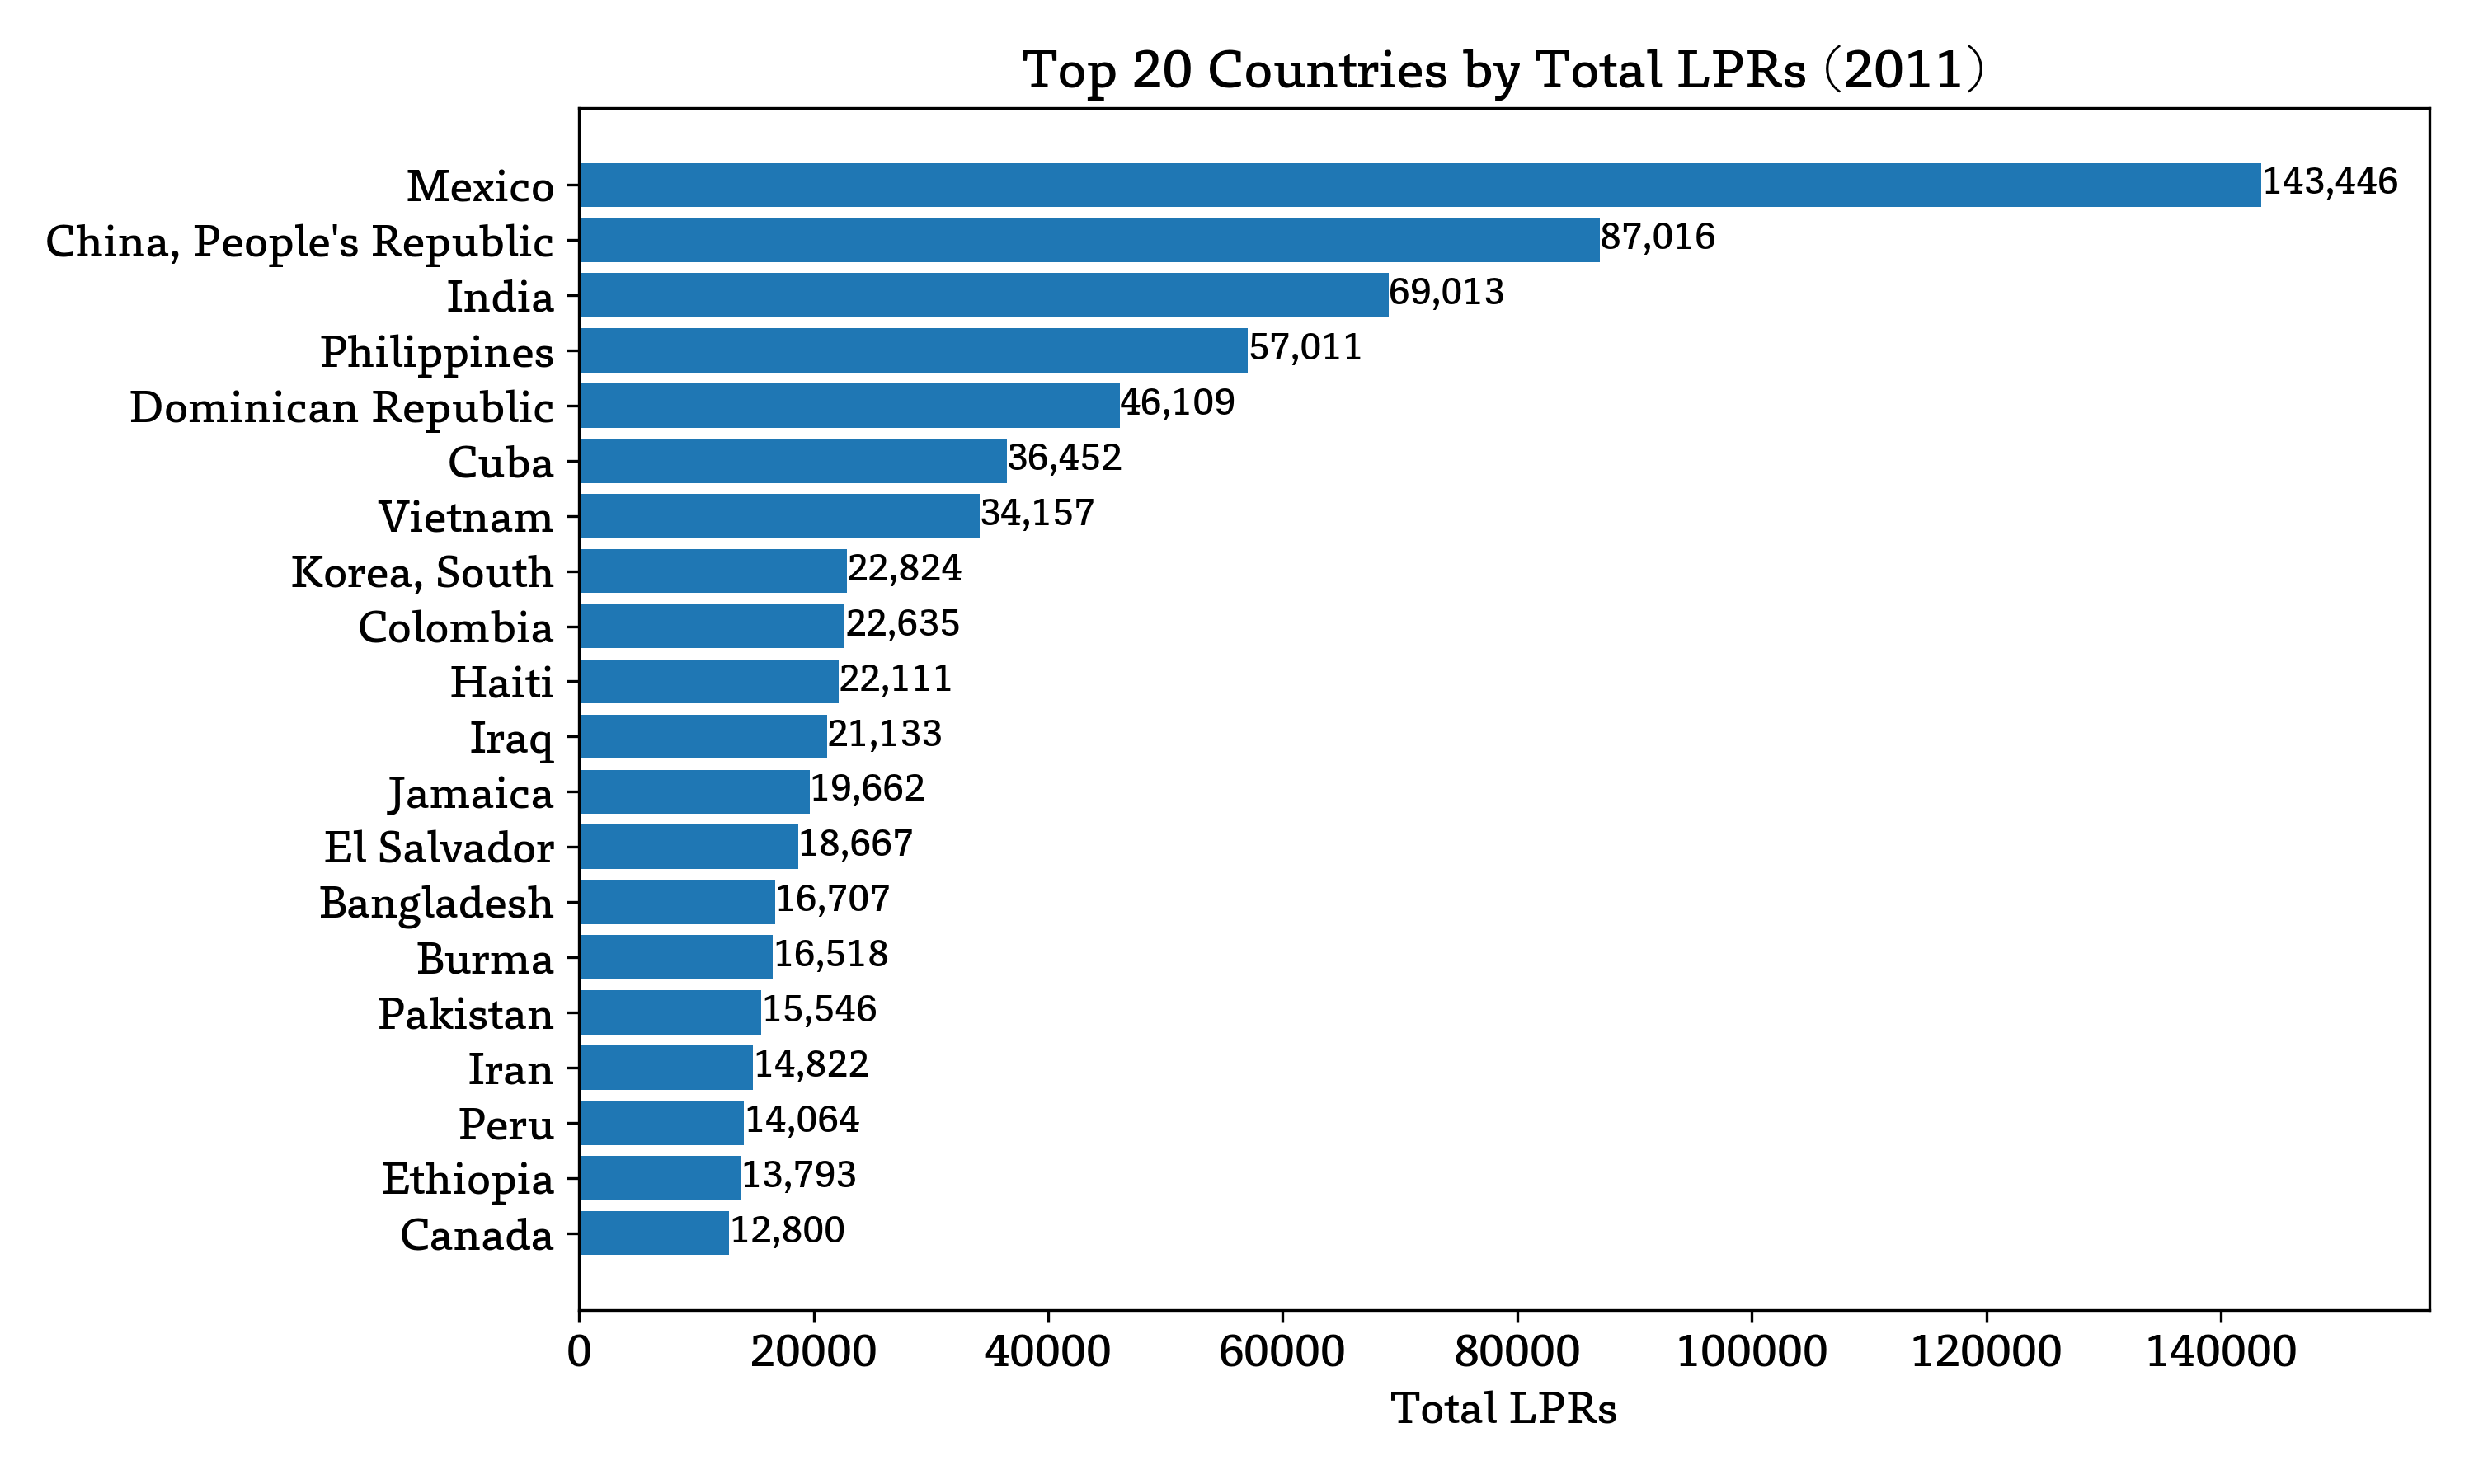 Top 20 Countries by Total LPRs (2011)
Mexico 143,446
China, People's Republic 87,016
India 69,013
Philippines 57,011
Dominican Republic 46,109
Cuba 36,452
Vietnam 34,157
Korea, South 22,824
Colombia 22,635
Haiti 22,111
Iraq 21,133
Jamaica 19,662
El Salvador 18,667
Bangladesh 16,707
Burma 16,518
Pakistan 15,546
Iran 14,822
Peru 14,064
Ethiopia 13,793
Canada 12,800
0 20000 40000 60000 80000 100000 120000 140000
Total LPRs